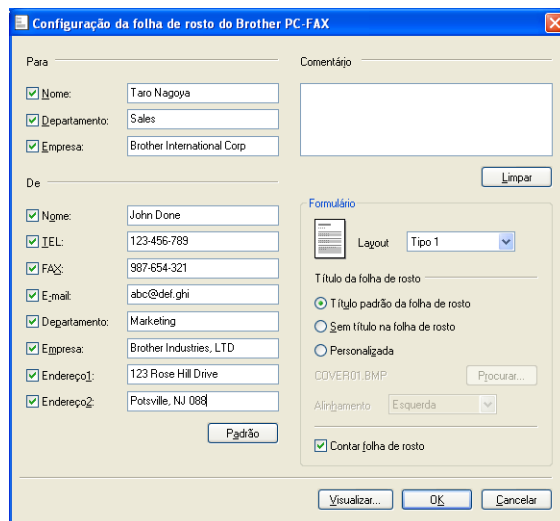 Configuração da folha de rosto do Brother PC-FAX
Para
Nome: Taro Nagoya
Departamento: Sales
Empresa: Brother International Corp
De
Nome: John Done
TEL: 123-456-789
FAX: 987-654-321
E-mail: abc@def.ghi
Departamento: Marketing
Empresa: Brother Industries, LTD
Endereço1: 123 Rose Hill Drive
Endereço2: Potsville, NJ 088
Padrão
Comentário
Limpar
Formulário
Layout Tipo 1
Título da folha de rosto
Título padrão da folha de rosto
Sem título na folha de rosto
Personalizada
COVER01.BMP Procurar...
Alinhamento Esquerda
Contar folha de rosto
Visualizar... OK Cancelar